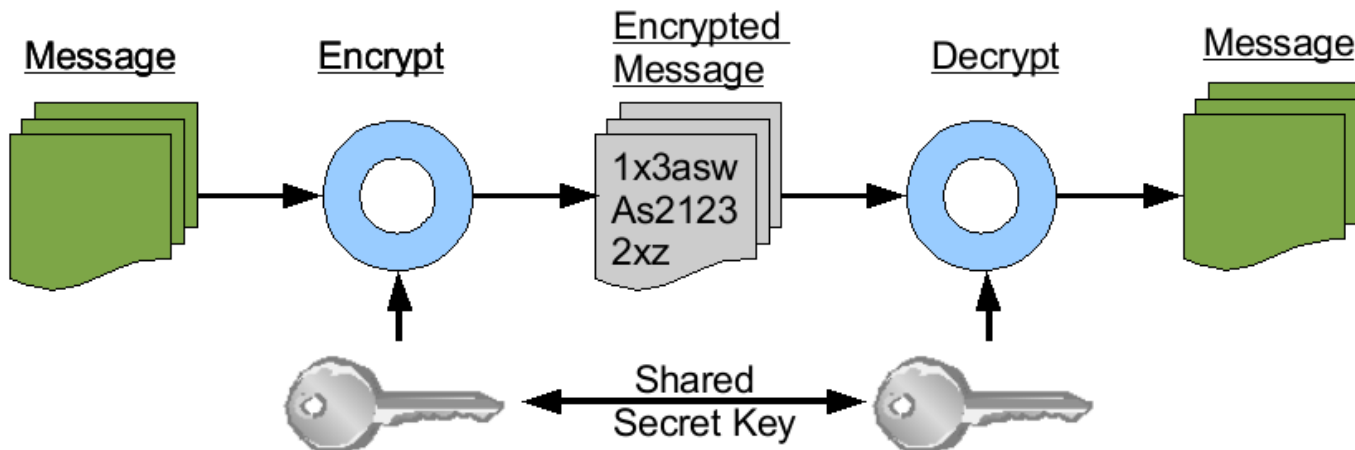 Message
Encrypt
Encrypted
Message
Decrypt
Message
1x3asw
As2123
2xz
Shared
Secret Key